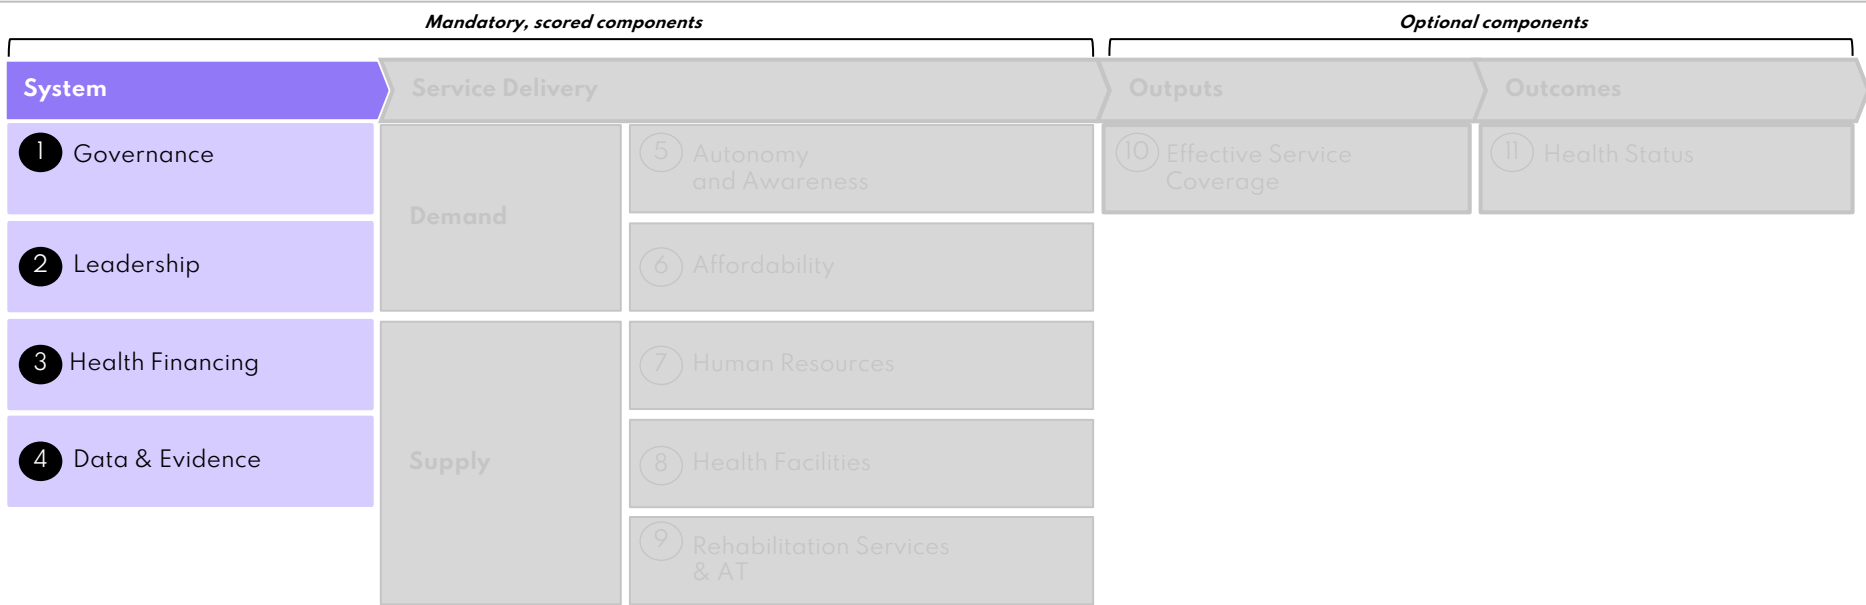 Mandatory, scored components
Optional components
System
Service Delivery
Outputs
Outcomes
1 Governance
2 Leadership
3 Health Financing
4 Data & Evidence
Demand
5 Autonomy
and Awareness
6 Affordability
Supply
7 Human Resources
8 Health Facilities
9 Rehabilitation Services
& AT
10 Effective Service
Coverage
11 Health Status